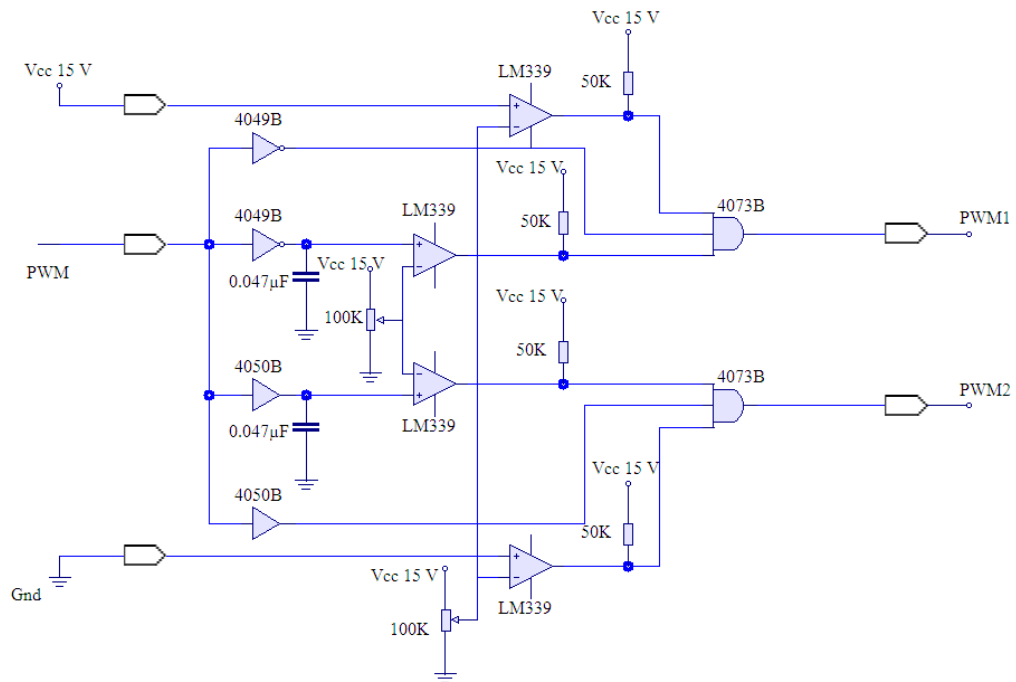 Vcc 15 V
Vcc 15 V
LM339
50K
4049B
Vcc 15 V
4049B
LM339
50K
4073B
PWM1
PWM
Vcc 15 V
0.047µF
100K
Vcc 15 V
50K
4050B
4073B
PWM2
0.047µF
LM339
Vcc 15 V
4050B
50K
Vcc 15 V
Gnd
LM339
100K